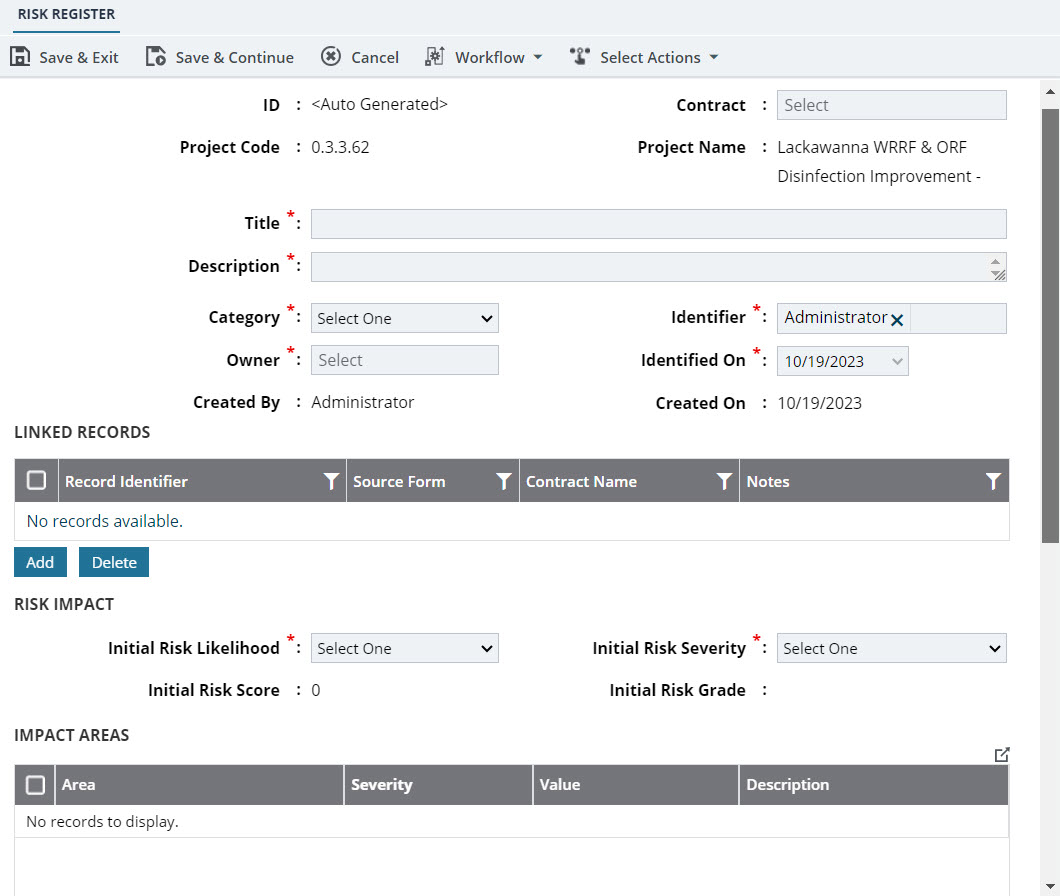 RISK REGISTER
Save & Exit Save & Continue Cancel Workflow Select Actions
ID : <Auto Generated> Contract : Select
Project Code : 0.3.3.62 Project Name : Lackawanna WRRF & ORF
Disinfection Improvement -
Title * :
Description * :
Category * : Select One Identifier * : Administrator
Owner * : Select Identified On * : 10/19/2023
Created By : Administrator Created On : 10/19/2023
LINKED RECORDS
Record Identifier Source Form Contract Name Notes
No records available.
Add Delete
RISK IMPACT
Initial Risk Likelihood * : Select One Initial Risk Severity * : Select One
Initial Risk Score : 0 Initial Risk Grade :
IMPACT AREAS
Area Severity Value Description
No records to display.